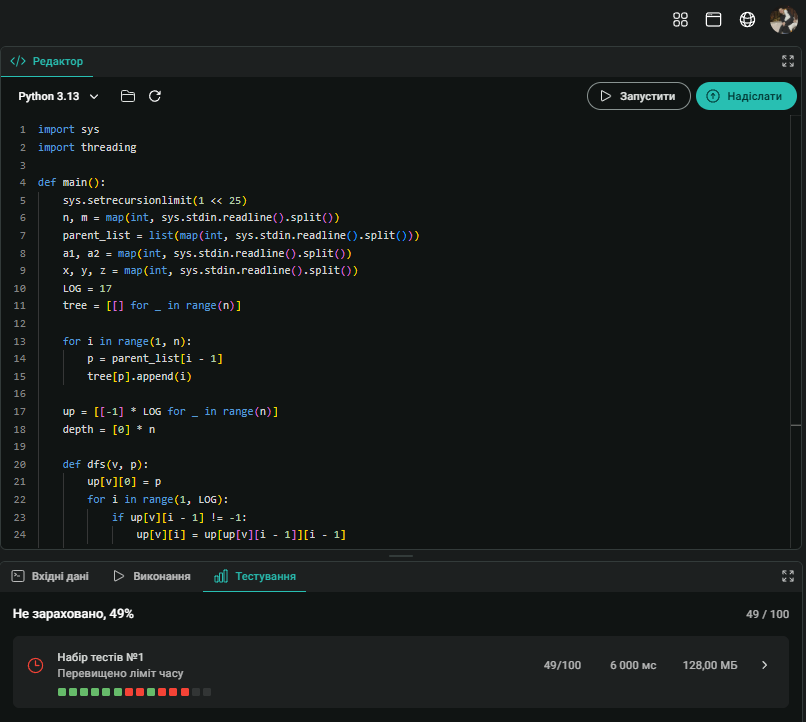 </> Редактор
Python 3.13
Запустити
Надіслати
1 import sys
2 import threading
3
4 def main():
5 sys.setrecursionlimit(1 << 25)
6 n, m = map(int, sys.stdin.readline().split())
7 parent_list = list(map(int, sys.stdin.readline().split()))
8 a1, a2 = map(int, sys.stdin.readline().split())
9 x, y, z = map(int, sys.stdin.readline().split())
10 LOG = 17
11 tree = [[] for _ in range(n)]
12
13 for i in range(1, n):
14 p = parent_list[i - 1]
15 tree[p].append(i)
16
17 up = [[-1] * LOG for _ in range(n)]
18 depth = [0] * n
19
20 def dfs(v, p):
21 up[v][0] = p
22 for i in range(1, LOG):
23 if up[v][i - 1] != -1:
24 up[v][i] = up[up[v][i - 1]][i - 1]
Вхідні дані
Виконання
Тестування
Не зараховано, 49%
49 / 100
Набір тестів №1
Перевищено ліміт часу
49/100
6 000 мс
128,00 МБ